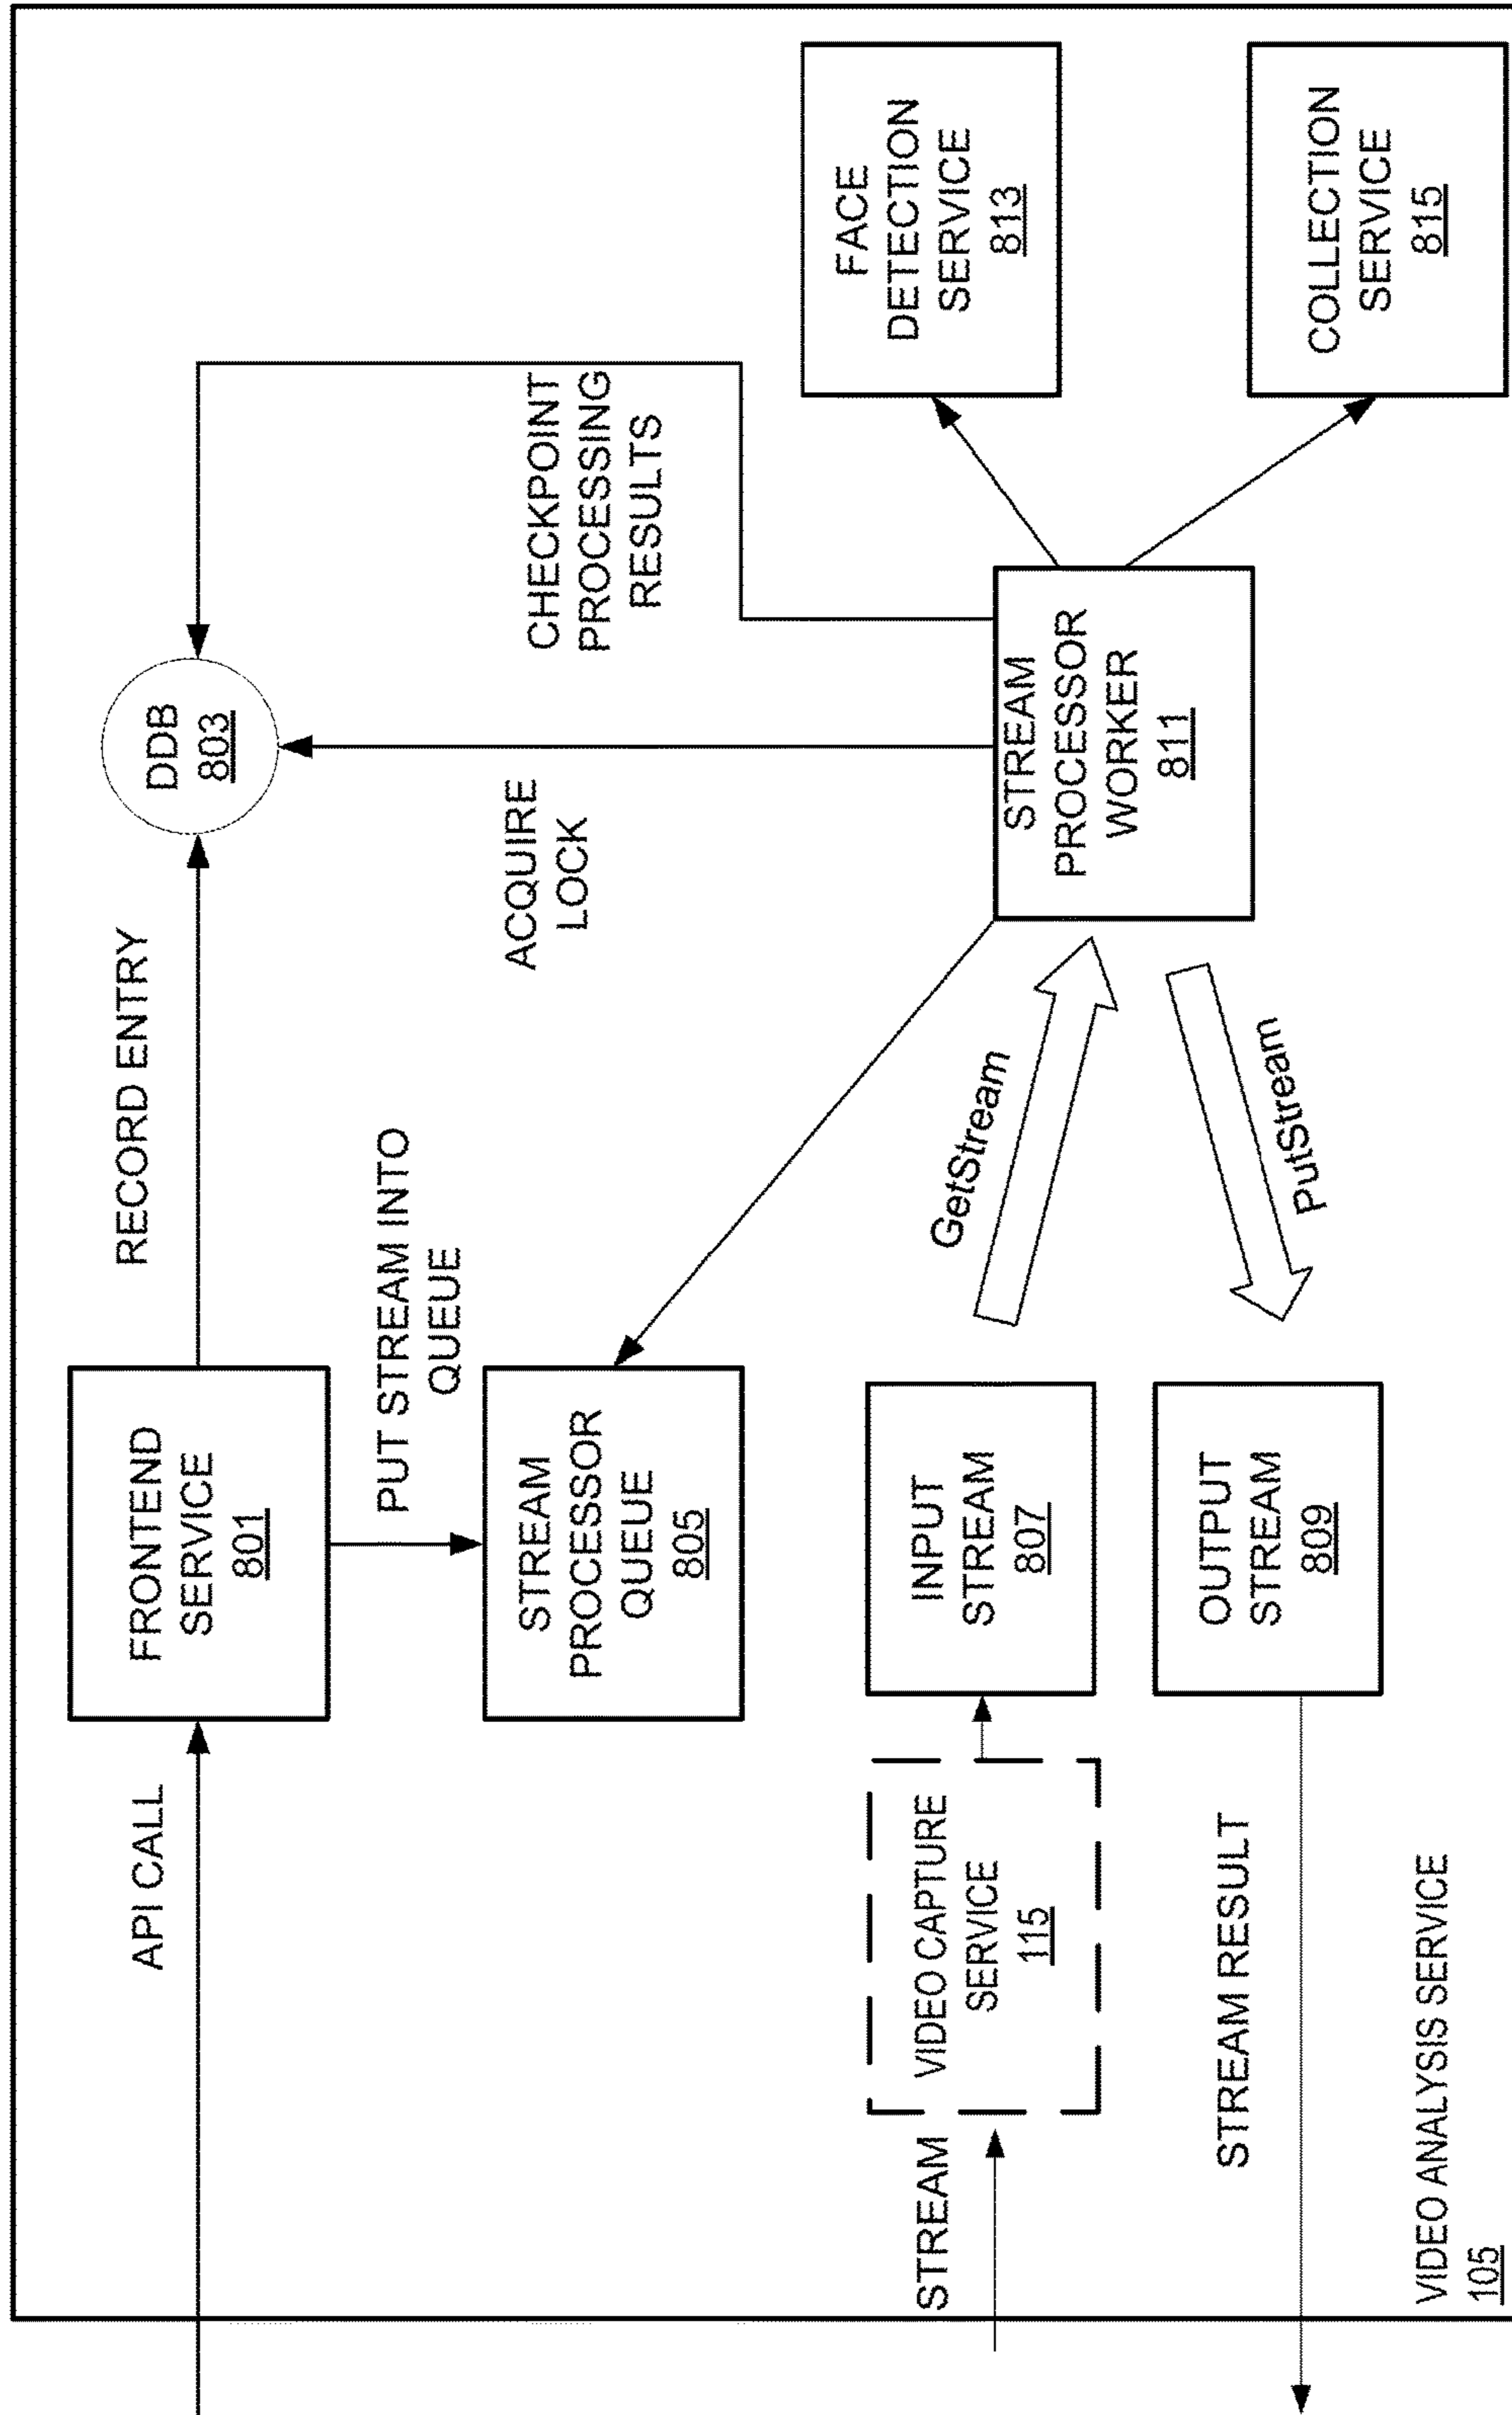 API CALL
FRONTEND
SERVICE
801
RECORD ENTRY
DDB
803
PUT STREAM INTO
QUEUE
STREAM
PROCESSOR
QUEUE
805
ACQUIRE
LOCK
CHECKPOINT
PROCESSING
RESULTS
STREAM
VIDEO CAPTURE
SERVICE
115
INPUT
STREAM
807
GetStream
STREAM
PROCESSOR
WORKER
811
FACE
DETECTION
SERVICE
813
STREAM RESULT
OUTPUT
STREAM
809
PutStream
COLLECTION
SERVICE
815
VIDEO ANALYSIS SERVICE
105